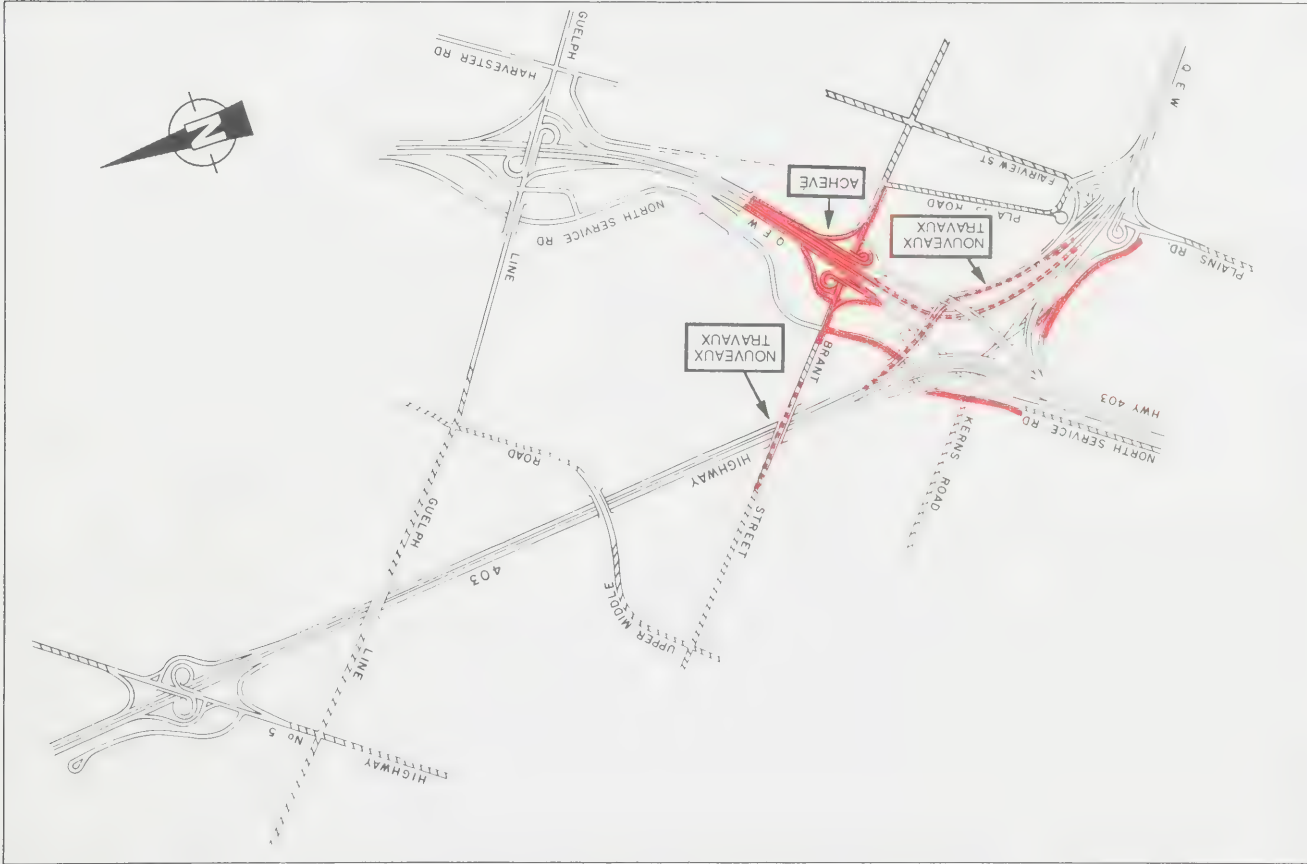 HIGHWAY No 5
LINE
UPPER MIDDLE
403
GUELPH
STREET
KERNS ROAD
NORTH SERVICE RD
HIGHWAY
ROAD
HWY 403
BRANT
NOUVEAUX
TRAVAUX
LINE
PLAINS RD.
NOUVEAUX
TRAVAUX
Q E W
NORTH SERVICE RD
ROAD
ACHEVÉ
FAIRVIEW ST
N
Q E W
HARVESTER RD
GUELPH